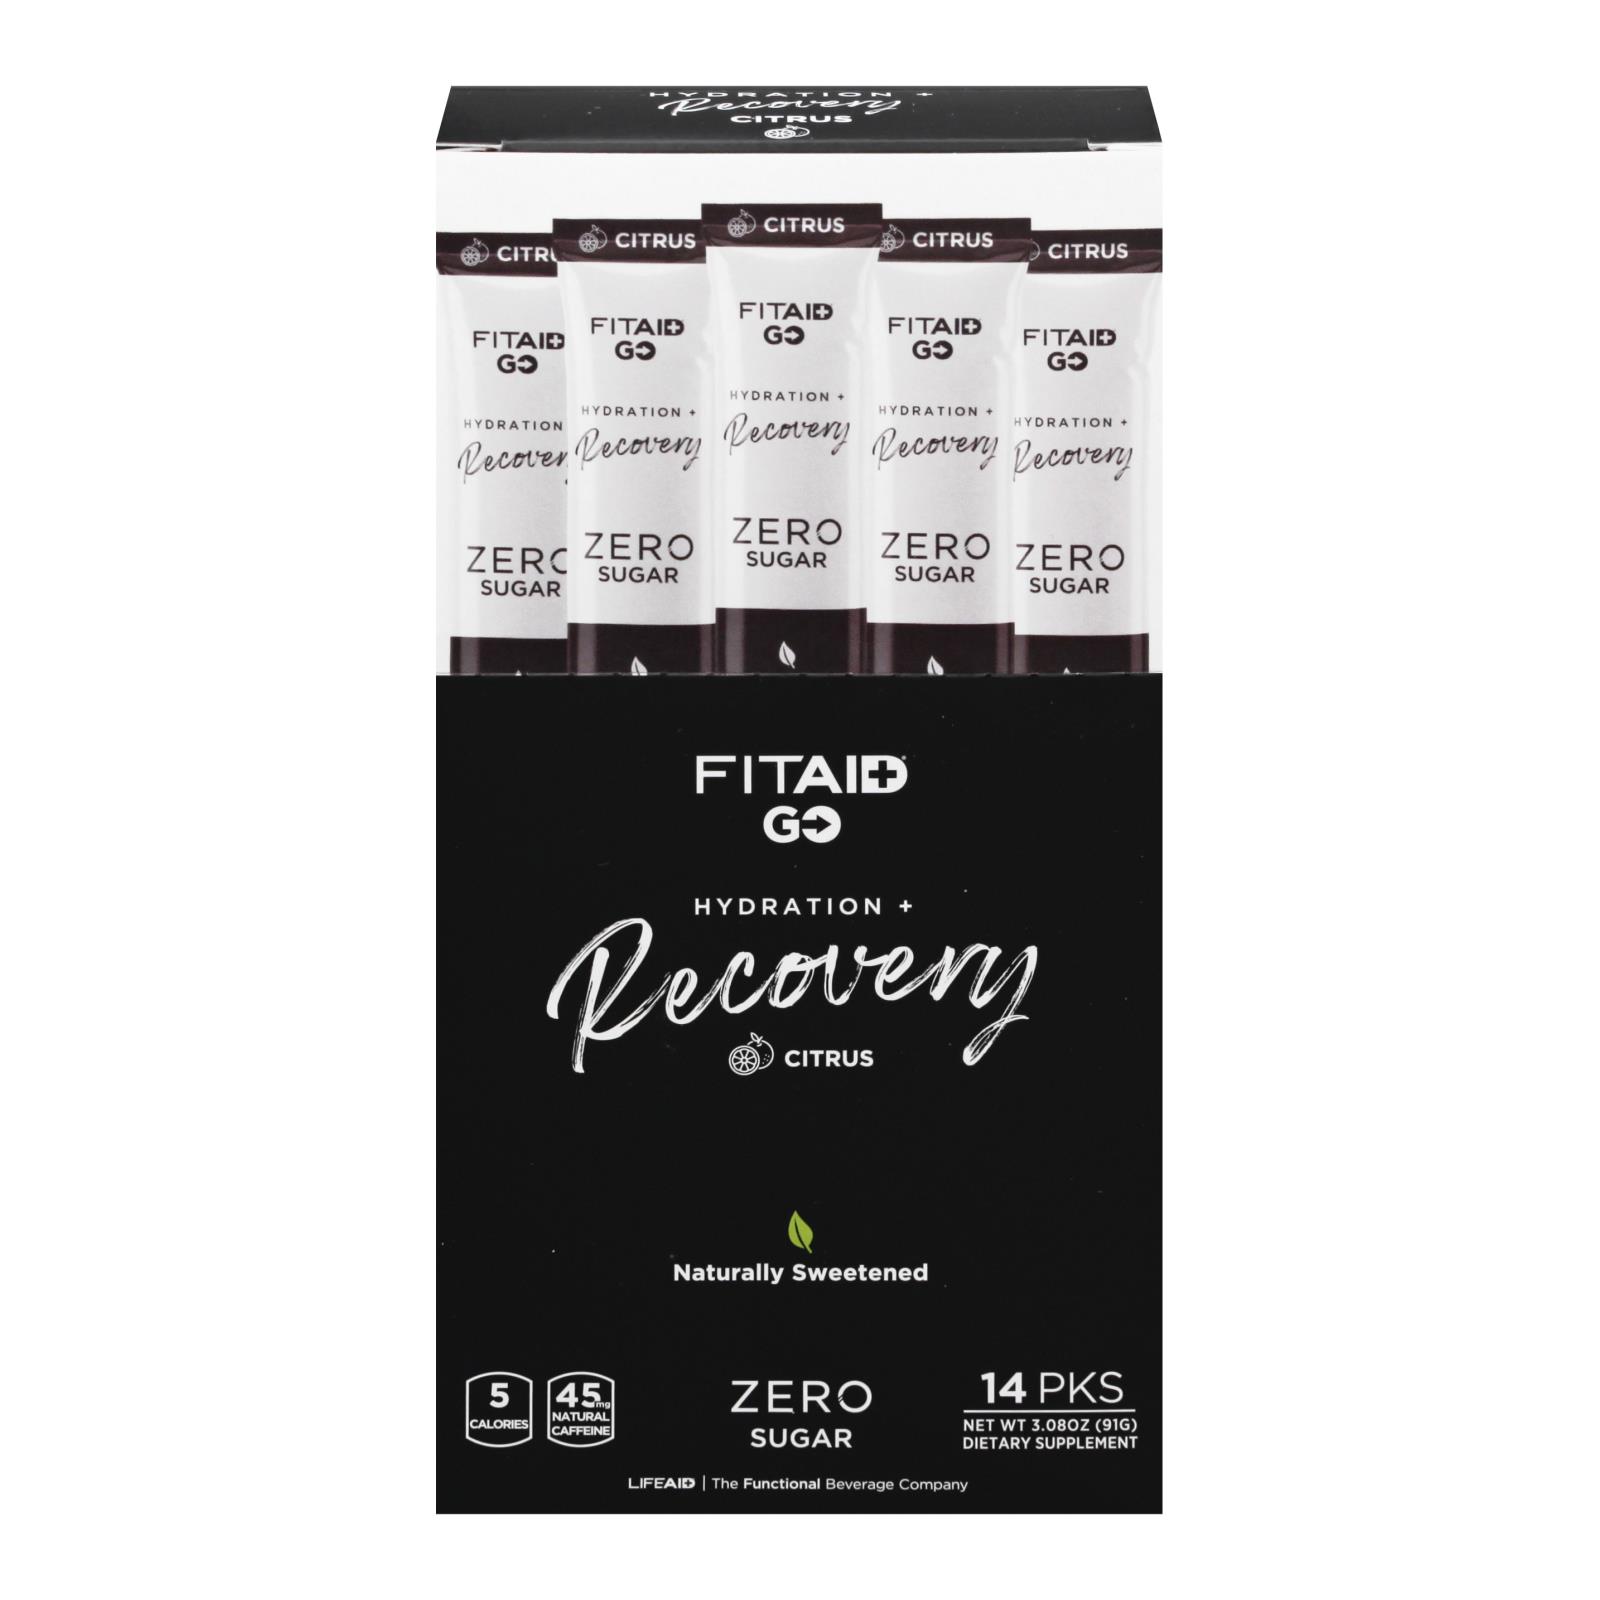 HYDRATION +
Recovery
CITRUS
CITRU
CITRUS
CITRUS
CITRUS
CITRUS
FITAID
GO
HYDRATION
Recover
ZERO
SUGAR
FITAID
GO
HYDRATION +
Recovery
ZERO
SUGAR
FITAID
GO
HYDRATION +
Recovery
ZERO
SUGAR
FITAID
GO
HYDRATION +
Recovery
ZERO
SUGAR
FITAID
GO
HYDRATION +
Recovery
ZERO
SUGAR
FITAID
GO
HYDRATION +
Recovery
CITRUS
Naturally Sweetened
5
CALORIES
45mg
NATURAL
CAFFEINE
ZERO
SUGAR
14 PKS
NET WT 3.08OZ (91G)
DIETARY SUPPLEMENT
LIFEAID | The Functional Beverage Company